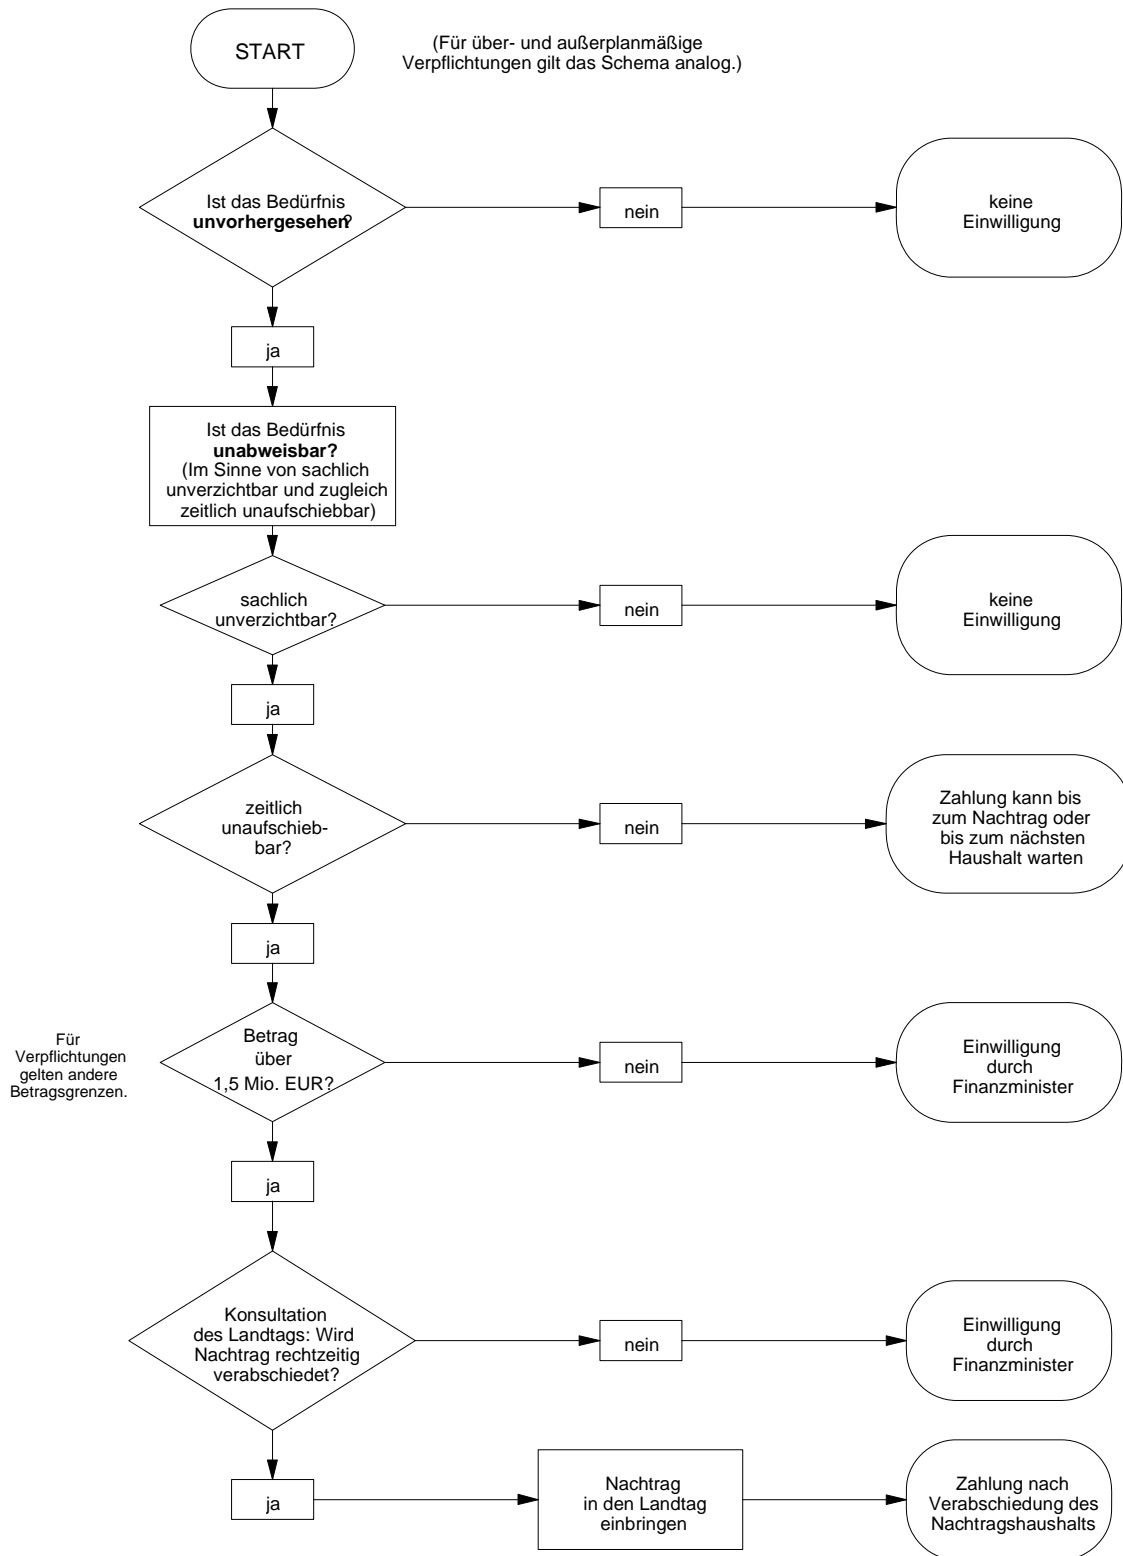 START
(Für über- und außerplanmäßige
Verpflichtungen gilt das Schema analog.)
Ist das Bedürfnis
unvorhergesehen?
nein
keine
Einwilligung
ja
Ist das Bedürfnis
unabweisbar?
(Im Sinne von sachlich
unverzichtbar und zugleich
zeitlich unaufschiebbar)
sachlich
unverzichtbar?
nein
keine
Einwilligung
ja
zeitlich
unaufschieb-
bar?
nein
Zahlung kann bis
zum Nachtrag oder
bis zum nächsten
Haushalt warten
ja
Für
Verpflichtungen
gelten andere
Betragsgrenzen.
Betrag
über
1,5 Mio. EUR?
nein
Einwilligung
durch
Finanzminister
ja
Konsultation
des Landtags: Wird
Nachtrag rechtzeitig
verabschiedet?
nein
Einwilligung
durch
Finanzminister
ja
Nachtrag
in den Landtag
einbringen
Zahlung nach
Verabschiedung des
Nachtragshaushalts